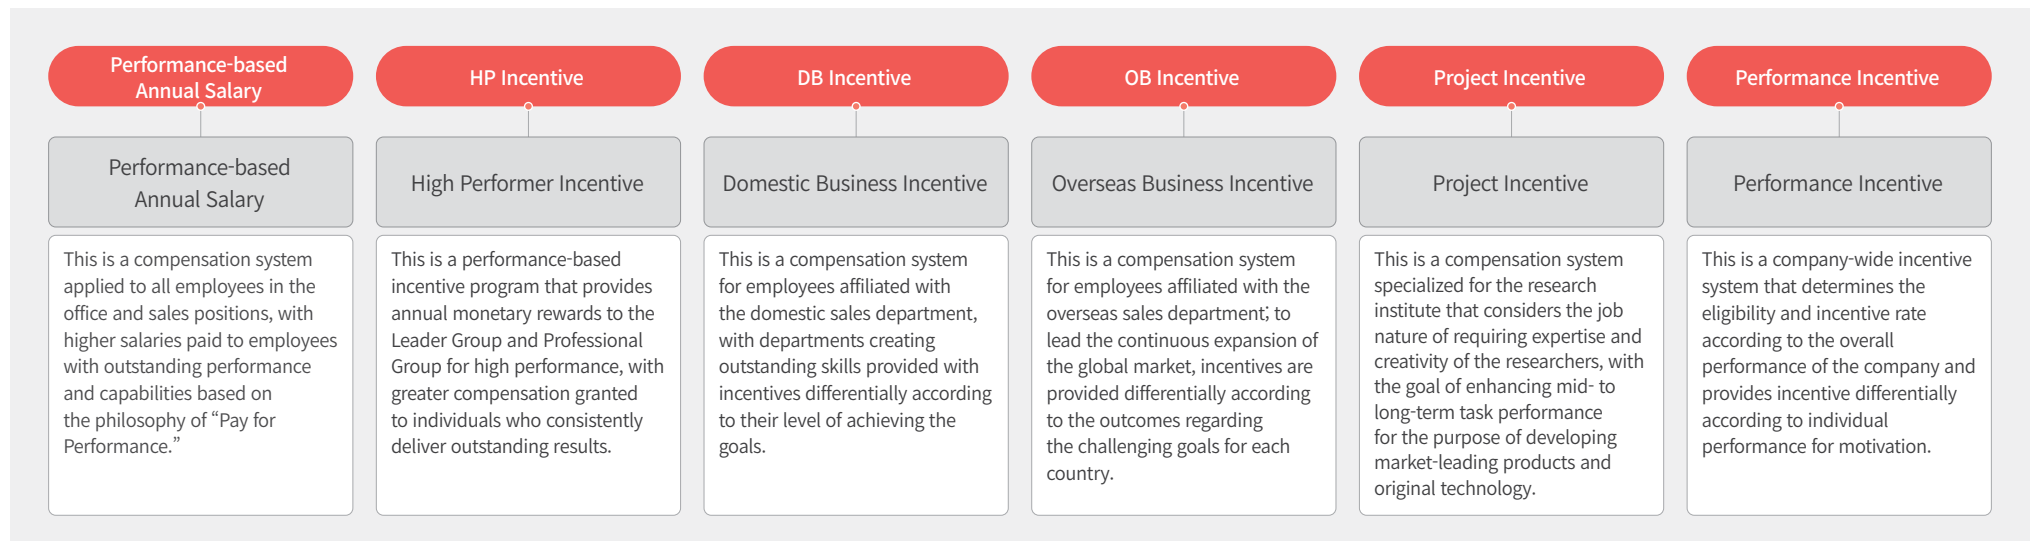 Performance-based
Annual Salary
HP Incentive
DB Incentive
OB Incentive
Project Incentive
Performance Incentive
Performance-based
Annual Salary
High Performer Incentive
Domestic Business Incentive
Overseas Business Incentive
Project Incentive
Performance Incentive
This is a compensation system
applied to all employees in the
office and sales positions, with
higher salaries paid to employees
with outstanding performance
and capabilities based on
the philosophy of “Pay for
Performance.”
This is a performance-based
incentive program that provides
annual monetary rewards to the
Leader Group and Professional
Group for high performance, with
greater compensation granted
to individuals who consistently
deliver outstanding results.
This is a compensation system
for employees affiliated with
the domestic sales department,
with departments creating
outstanding skills provided with
incentives differentially according
to their level of achieving the
goals.
This is a compensation system
for employees affiliated with the
overseas sales department; to
lead the continuous expansion of
the global market, incentives are
provided differentially according
to the outcomes regarding
the challenging goals for each
country.
This is a compensation system
specialized for the research
institute that considers the job
nature of requiring expertise and
creativity of the researchers, with
the goal of enhancing mid- to
long-term task performance
for the purpose of developing
market-leading products and
original technology.
This is a company-wide incentive
system that determines the
eligibility and incentive rate
according to the overall
performance of the company and
provides incentive differentially
according to individual
performance for motivation.